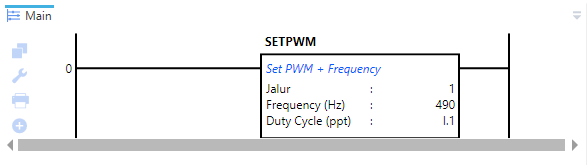 Main
SETPWM
0
Set PWM + Frequency
Jalur : 1
Frequency (Hz) : 490
Duty Cycle (ppt) : I.1